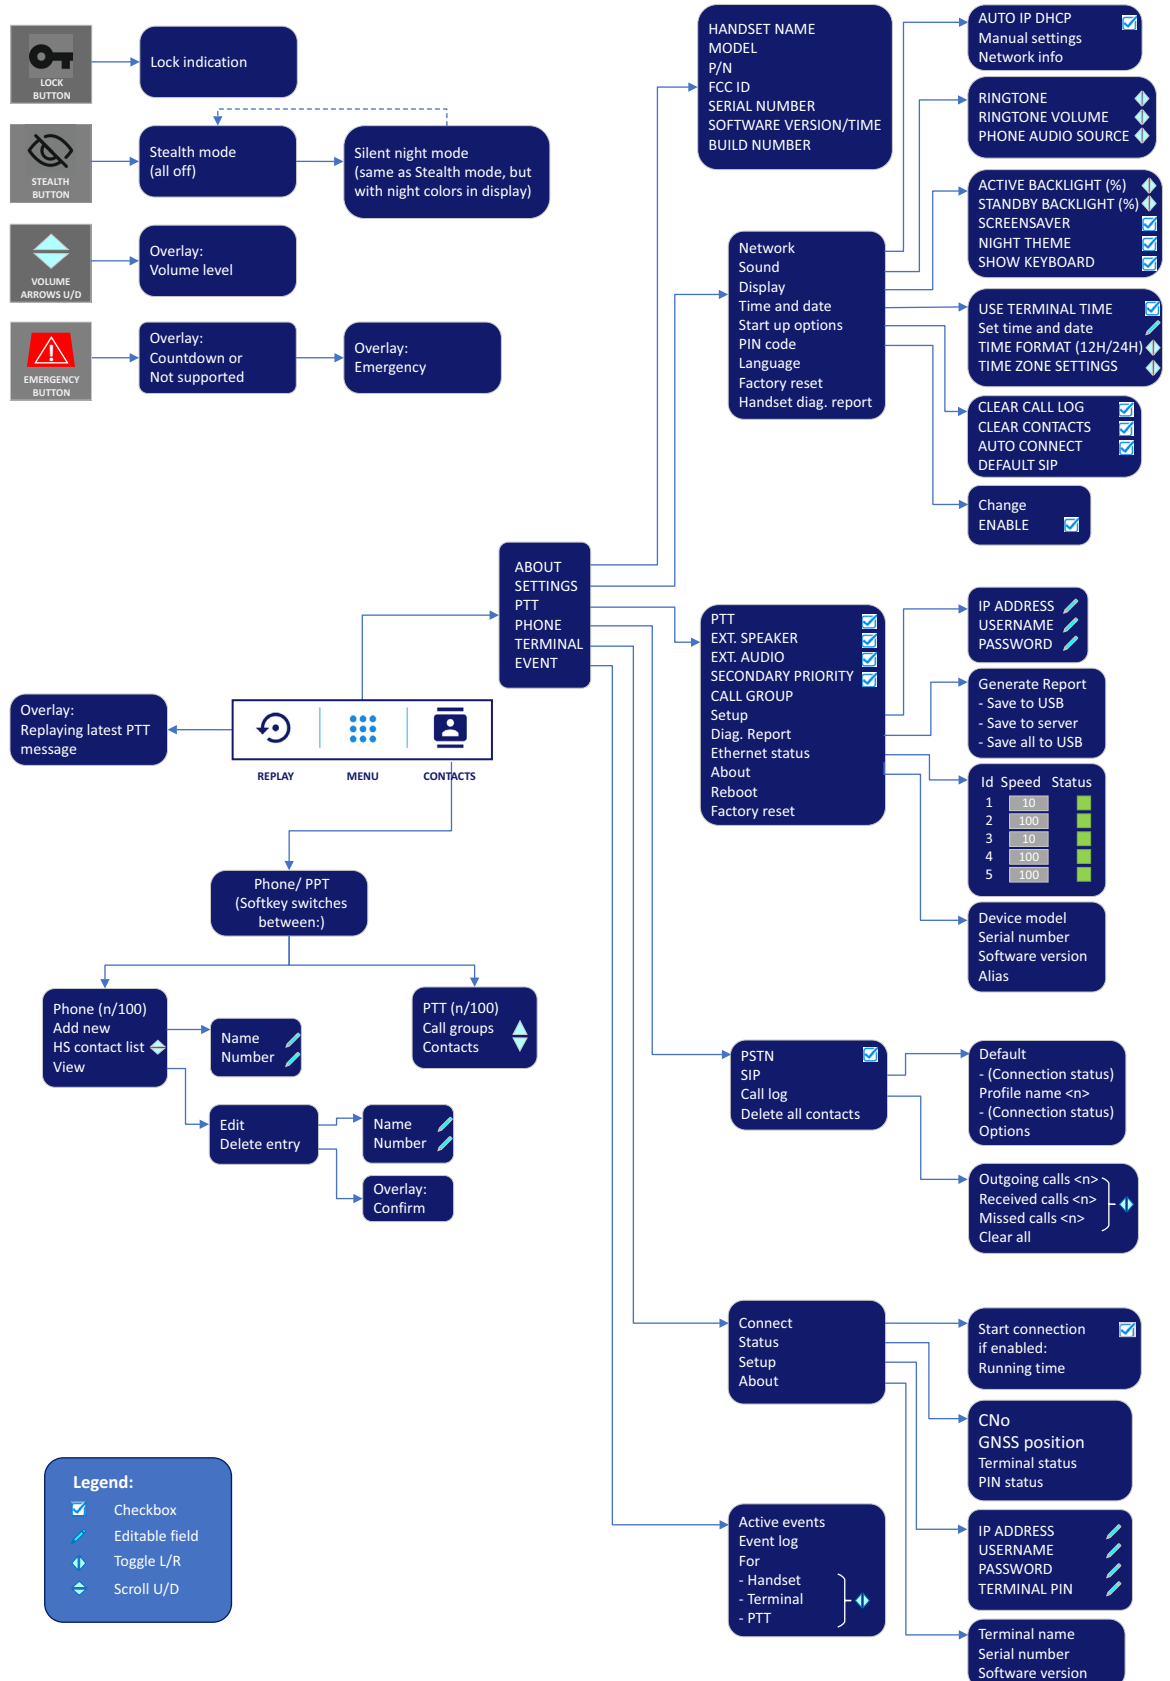 LOCK
BUTTON
Lock indication
STEALTH
BUTTON
Stealth mode
(all off)
Silent night mode
(same as Stealth mode, but
with night colors in display)
VOLUME
ARROWS U/D
Overlay:
Volume level
EMERGENCY
BUTTON
Overlay:
Countdown or
Not supported
Overlay:
Emergency
HANDSET NAME
MODEL
P/N
FCC ID
SERIAL NUMBER
SOFTWARE VERSION/TIME
BUILD NUMBER
Network
Sound
Display
Time and date
Start up options
PIN code
Language
Factory reset
Handset diag. report
AUTO IP DHCP
Manual settings
Network info
RINGTONE
RINGTONE VOLUME
PHONE AUDIO SOURCE
ACTIVE BACKLIGHT (%)
STANDBY BACKLIGHT (%)
SCREENSAVER
NIGHT THEME
SHOW KEYBOARD
USE TERMINAL TIME
Set time and date
TIME FORMAT (12H/24H)
TIME ZONE SETTINGS
CLEAR CALL LOG
CLEAR CONTACTS
AUTO CONNECT
DEFAULT SIP
Change
ENABLE
ABOUT
SETTINGS
PTT
PHONE
TERMINAL
EVENT
Overlay:
Replaying latest PTT
message
REPLAY
MENU
CONTACTS
PTT
EXT. SPEAKER
EXT. AUDIO
SECONDARY PRIORITY
CALL GROUP
Setup
Diag. Report
Ethernet status
About
Reboot
Factory reset
IP ADDRESS
USERNAME
PASSWORD
Generate Report
- Save to USB
- Save to server
- Save all to USB
Id Speed Status
1 10
2 100
3 10
4 100
5 100
Device model
Serial number
Software version
Alias
Phone/ PPT
(Softkey switches
between:)
Phone (n/100)
Add new
HS contact list
View
Name
Number
PTT (n/100)
Call groups
Contacts
Edit
Delete entry
Name
Number
Overlay:
Confirm
PSTN
SIP
Call log
Delete all contacts
Default
- (Connection status)
Profile name <n>
- (Connection status)
Options
Outgoing calls <n>
Received calls <n>
Missed calls <n>
Clear all
Connect
Status
Setup
About
Start connection
if enabled:
Running time
CNo
GNSS position
Terminal status
PIN status
Active events
Event log
For
- Handset
- Terminal
- PTT
IP ADDRESS
USERNAME
PASSWORD
TERMINAL PIN
Terminal name
Serial number
Software version
Legend:
Checkbox
Editable field
Toggle L/R
Scroll U/D